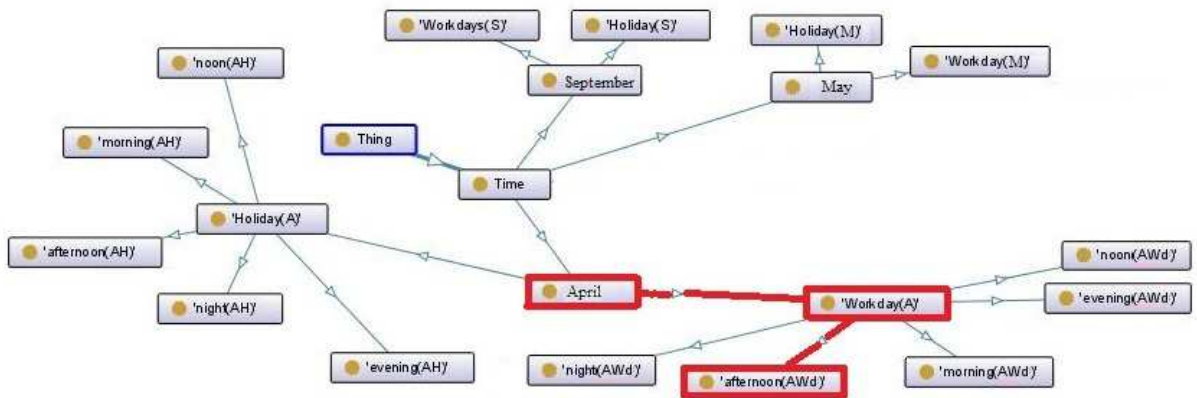 'Workdays(S)'
'Holiday(S)'
'Holiday(M)'
'noon(AH)'
'Workday(M)'
September
May
'morning(AH)'
Thing
Time
'Holiday(A)'
'afternoon(AH)'
'noon(AWd)'
April
'Workday(A)'
'evening(AWd)'
'night(AH)'
'evening(AH)'
'night(AWd)'
'afternoon(AWd)'
'morning(AWd)'